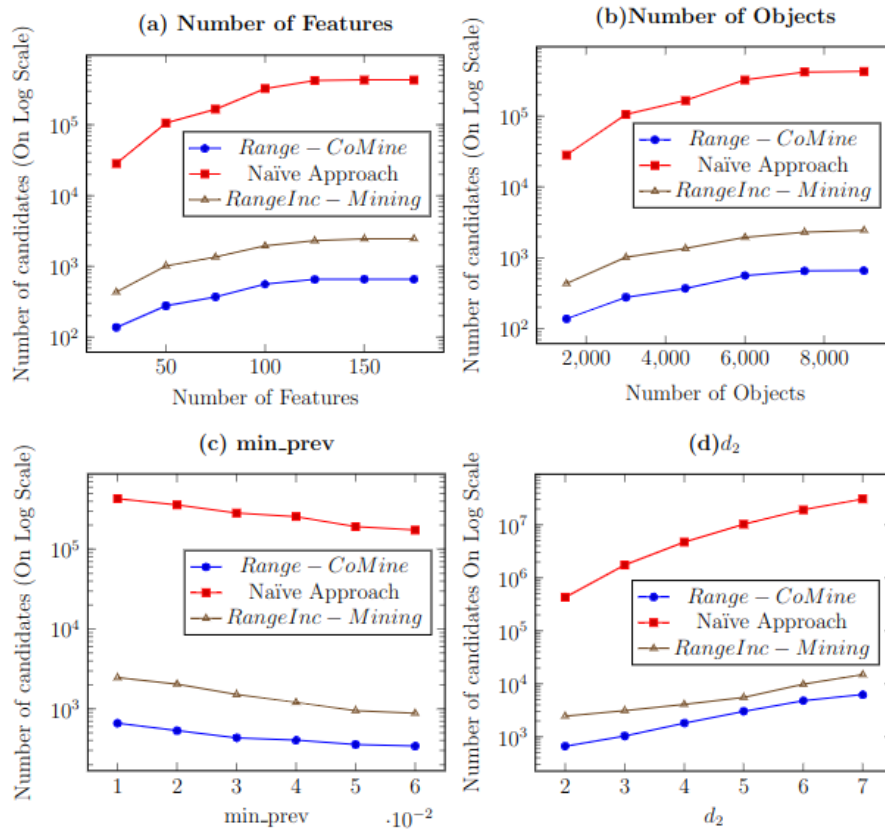 (a) Number of Features
Number of candidates (On Log Scale)
10^5
10^4
10^3
10^2
Range − CoMine
Naïve Approach
RangeInc − Mining
50 100 150
Number of Features
(b)Number of Objects
Number of candidates (On Log Scale)
10^5
10^4
10^3
10^2
Range − CoMine
Naïve Approach
RangeInc − Mining
2,000 4,000 6,000 8,000
Number of Objects
(c) min_prev
Number of candidates (On Log Scale)
10^5
10^4
10^3
Range − CoMine
Naïve Approach
RangeInc − Mining
1 2 3 4 5 6
min_prev ·10^−2
(d)d_2
Number of candidates On Log Scale)
10^7
10^6
10^5
10^4
10^3
Range − CoMine
Naïve Approach
RangeInc − Mining
2 3 4 5 6 7
d_2